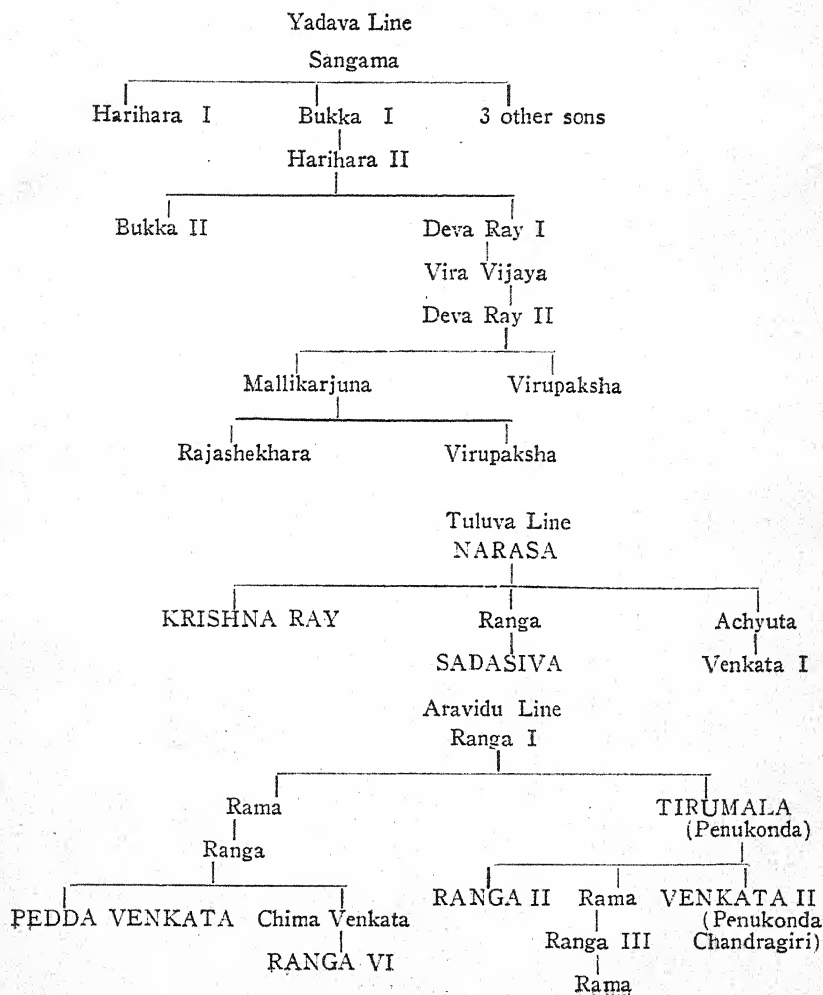 Yadava Line
Sangama
Harihara I Bukka I 3 other sons
Harihara II
Bukka II Deva Ray I
Vira Vijaya
Deva Ray II
Mallikarjuna Virupaksha
Rajashekhara Virupaksha
Tuluva Line
NARASA
KRISHNA RAY Ranga Achyuta
SADASIVA Venkata I
Aravidu Line
Ranga I
Rama TIRUMALA
(Penukonda)
Ranga
RANGA II Rama VENKATA II
PEDDA VENKATA Chima Venkata (Penukonda
Ranga III Chandragiri)
RANGA VI
Rama